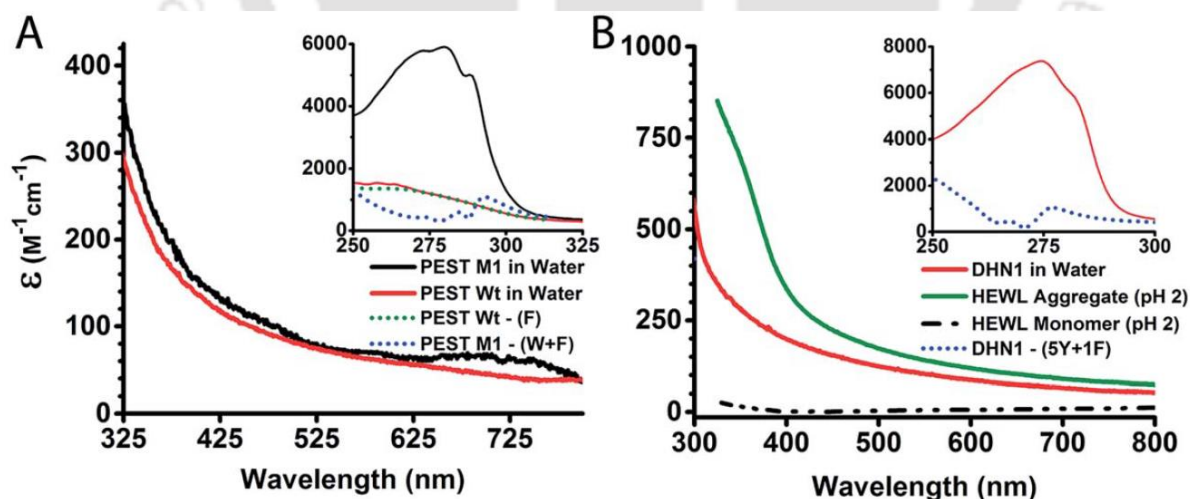 A
B
ε (M⁻¹cm⁻¹)
400
300
200
100
0
325
425
525
625
725
Wavelength (nm)
6000
4000
2000
0
250
275
300
325
PEST M1 in Water
PEST Wt in Water
PEST Wt - (F)
PEST M1 - (W+F)
1000
750
500
250
0
300
400
500
600
700
800
Wavelength (nm)
8000
6000
4000
2000
0
250
275
300
DHN1 in Water
HEWL Aggregate (pH 2)
HEWL Monomer (pH 2)
DHN1 - (5Y+1F)